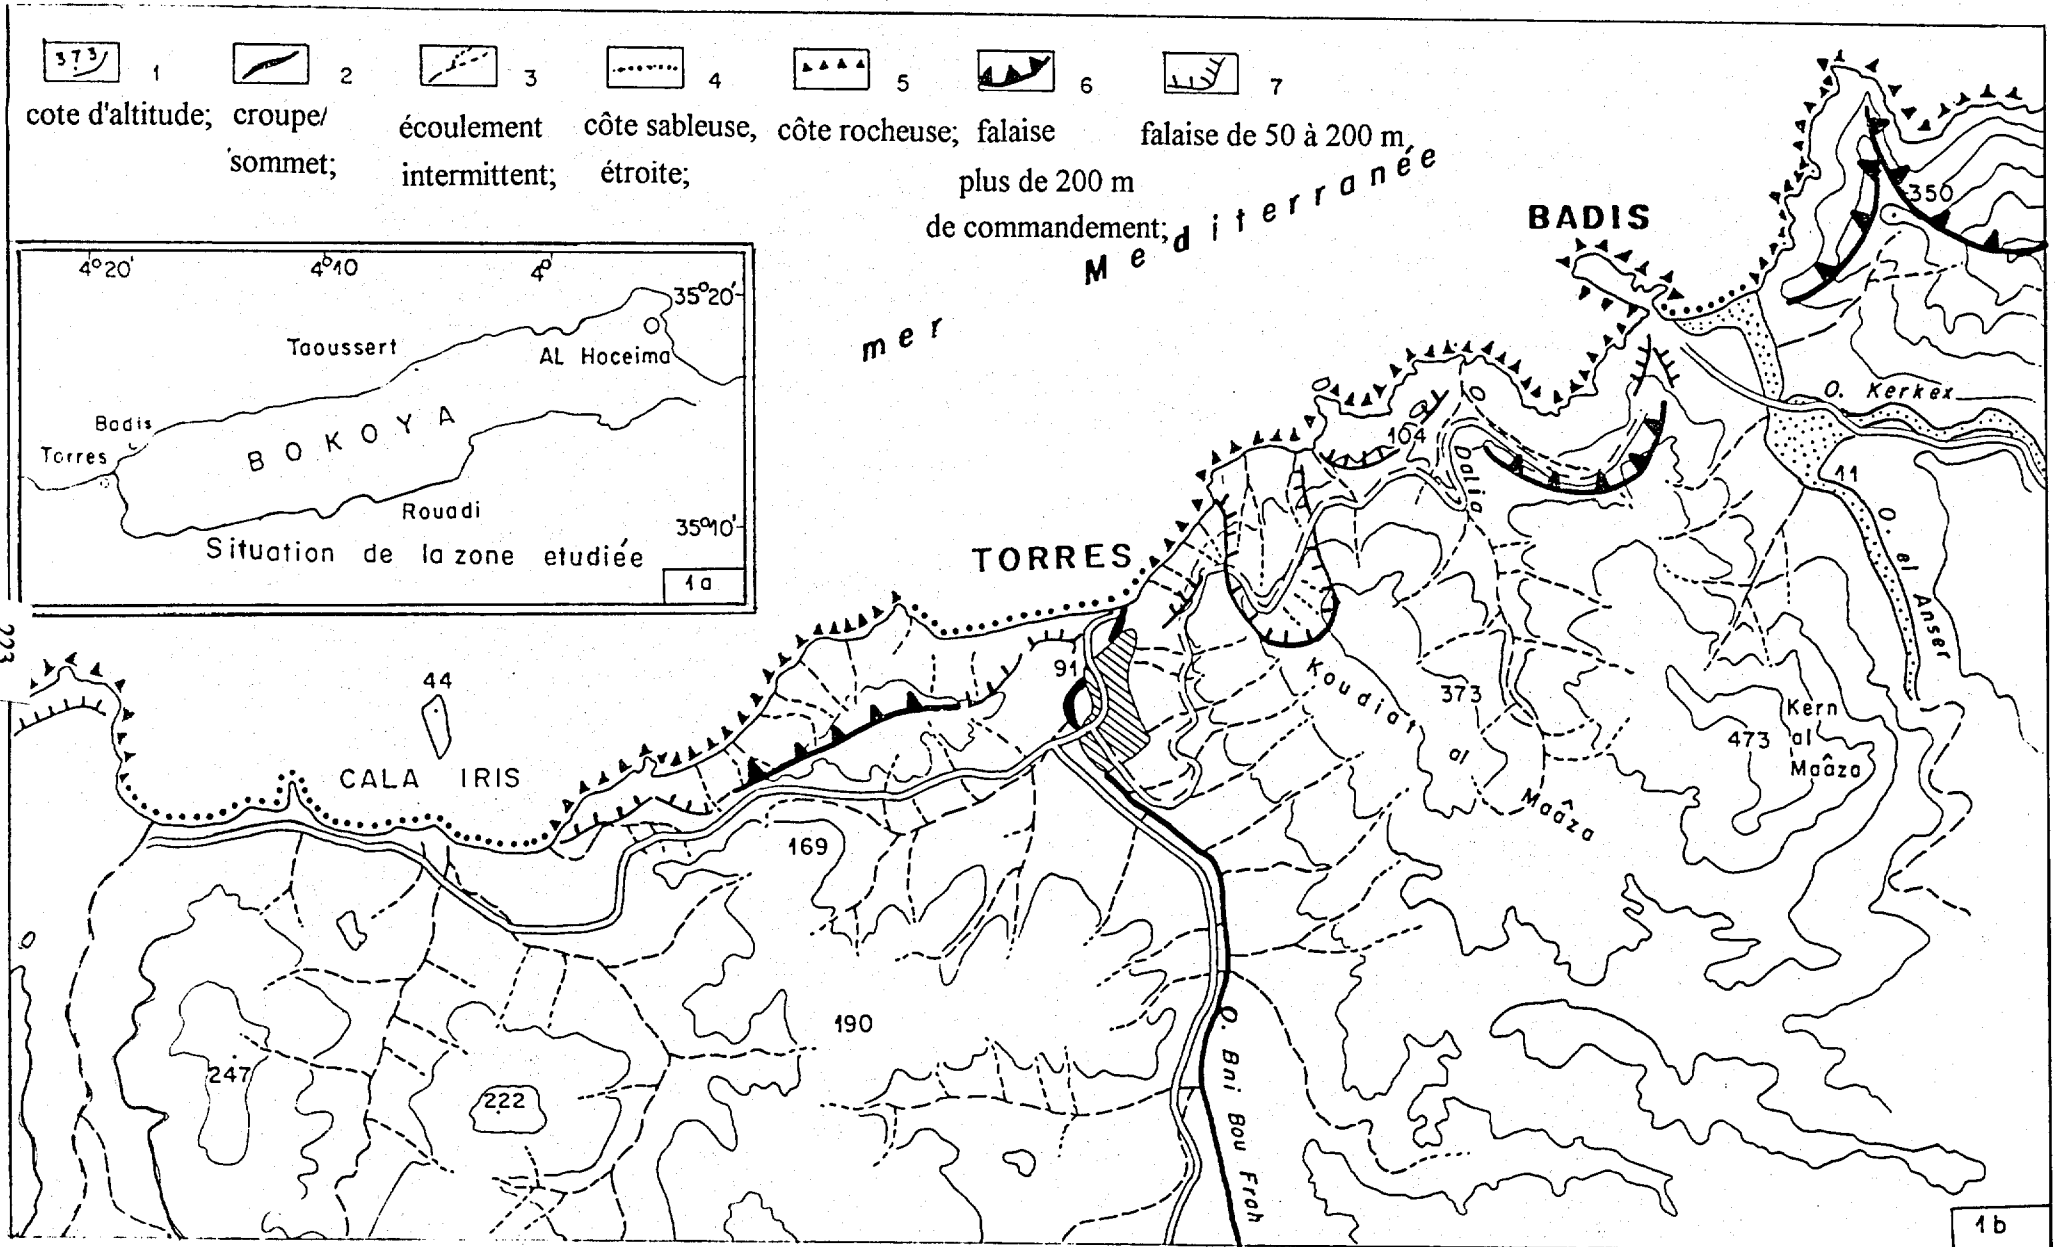 373 1
cote d'altitude;
2
croupe/
sommet;
3
écoulement
intermittent;
4
côte sableuse,
étroite;
5
côte rocheuse;
6
falaise
plus de 200 m
de commandement;
7
falaise de 50 à 200 m
mer Mediterranée
4°20' 4°10 4°
35°20'
Taoussert
AL Hoceima
Badis
BOKOYA
Torres
Rouadi
35°10'
Situation de la zone etudiée
1a
BADIS
350
O. Kerkex
104
O Dalia
11
O. el Anser
TORRES
91
Koudiat al Maâza
373
473
Kern
al
Maâza
223
44
CALA IRIS
169
190
247
222
O. Bni Bou Frah
1b